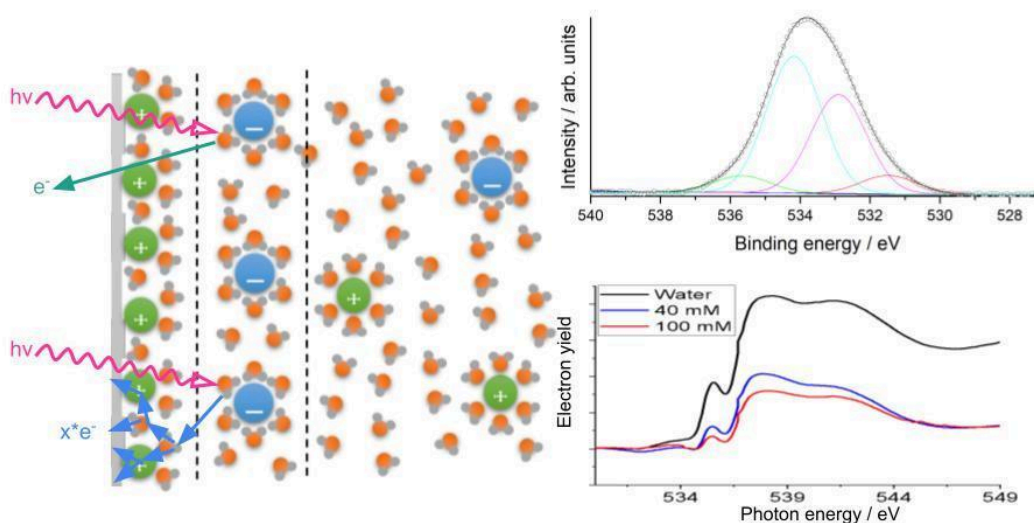 hν
e-
hν
x*e-
+
+
+
+
+
+
+
+
−
−
−
−
Intensity / arb. units
540 538 536 534 532 530 528
Binding energy / eV
Water
40 mM
100 mM
Electron yield
534 539 544 549
Photon energy / eV